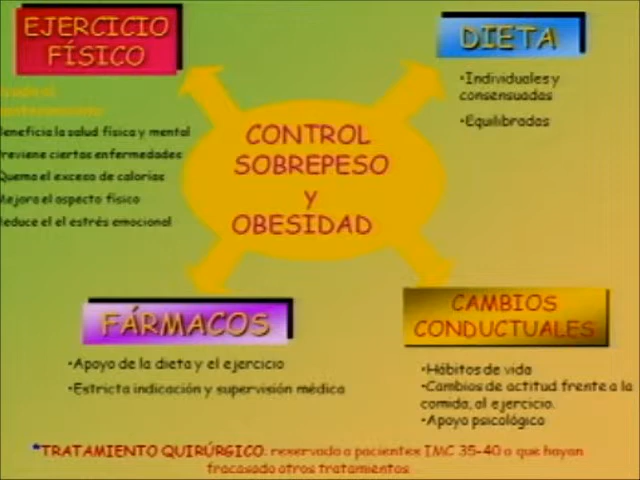 EJERCICIO
FÍSICO
Beneficia la salud física y mental
Previene ciertas enfermedades
Quema el exceso de calorías
Mejora el aspecto físico
Reduce el el estrés emocional
DIETA
•Individuales y
consensuadas
•Equilibradas
CONTROL
SOBREPESO
y
OBESIDAD
FÁRMACOS
•Apoyo de la dieta y el ejercicio
•Estricta indicación y supervisión médica
CAMBIOS
CONDUCTUALES
•Hábitos de vida
•Cambios de actitud frente a la
comida, al ejercicio.
•Apoyo psicológico
*TRATAMIENTO QUIRÚRGICO: reservado a pacientes IMC 35-40 o que hayan
fracasado otros tratamientos